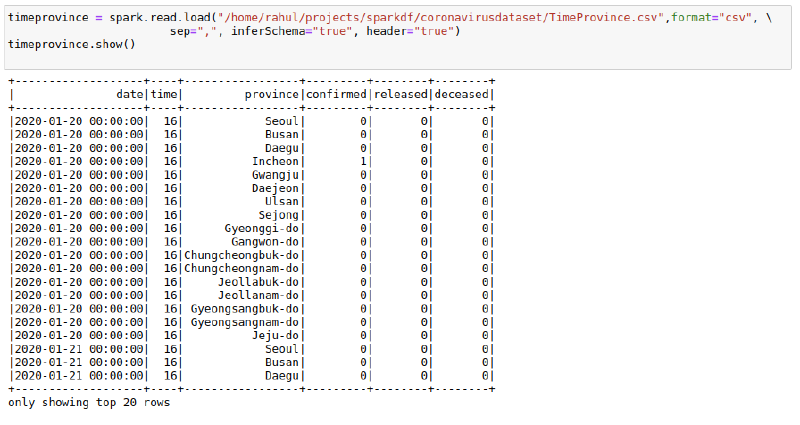 timeprovince = spark.read.load("/home/rahul/projects/sparkdf/coronavirusdataset/TimeProvince.csv",format="csv", \
                        sep=",", inferSchema="true", header="true")
timeprovince.show()
+-------------------+----+-----------------+---------+--------+--------+
|               date|time|         province|confirmed|released|deceased|
+-------------------+----+-----------------+---------+--------+--------+
|2020-01-20 00:00:00|  16|            Seoul|        0|       0|       0|
|2020-01-20 00:00:00|  16|            Busan|        0|       0|       0|
|2020-01-20 00:00:00|  16|            Daegu|        0|       0|       0|
|2020-01-20 00:00:00|  16|          Incheon|        1|       0|       0|
|2020-01-20 00:00:00|  16|          Gwangju|        0|       0|       0|
|2020-01-20 00:00:00|  16|          Daejeon|        0|       0|       0|
|2020-01-20 00:00:00|  16|            Ulsan|        0|       0|       0|
|2020-01-20 00:00:00|  16|           Sejong|        0|       0|       0|
|2020-01-20 00:00:00|  16|      Gyeonggi-do|        0|       0|       0|
|2020-01-20 00:00:00|  16|       Gangwon-do|        0|       0|       0|
|2020-01-20 00:00:00|  16|Chungcheongbuk-do|        0|       0|       0|
|2020-01-20 00:00:00|  16|Chungcheongnam-do|        0|       0|       0|
|2020-01-20 00:00:00|  16|     Jeollabuk-do|        0|       0|       0|
|2020-01-20 00:00:00|  16|     Jeollanam-do|        0|       0|       0|
|2020-01-20 00:00:00|  16| Gyeongsangbuk-do|        0|       0|       0|
|2020-01-20 00:00:00|  16| Gyeongsangnam-do|        0|       0|       0|
|2020-01-20 00:00:00|  16|          Jeju-do|        0|       0|       0|
|2020-01-21 00:00:00|  16|            Seoul|        0|       0|       0|
|2020-01-21 00:00:00|  16|            Busan|        0|       0|       0|
|2020-01-21 00:00:00|  16|            Daegu|        0|       0|       0|
+-------------------+----+-----------------+---------+--------+--------+
only showing top 20 rows